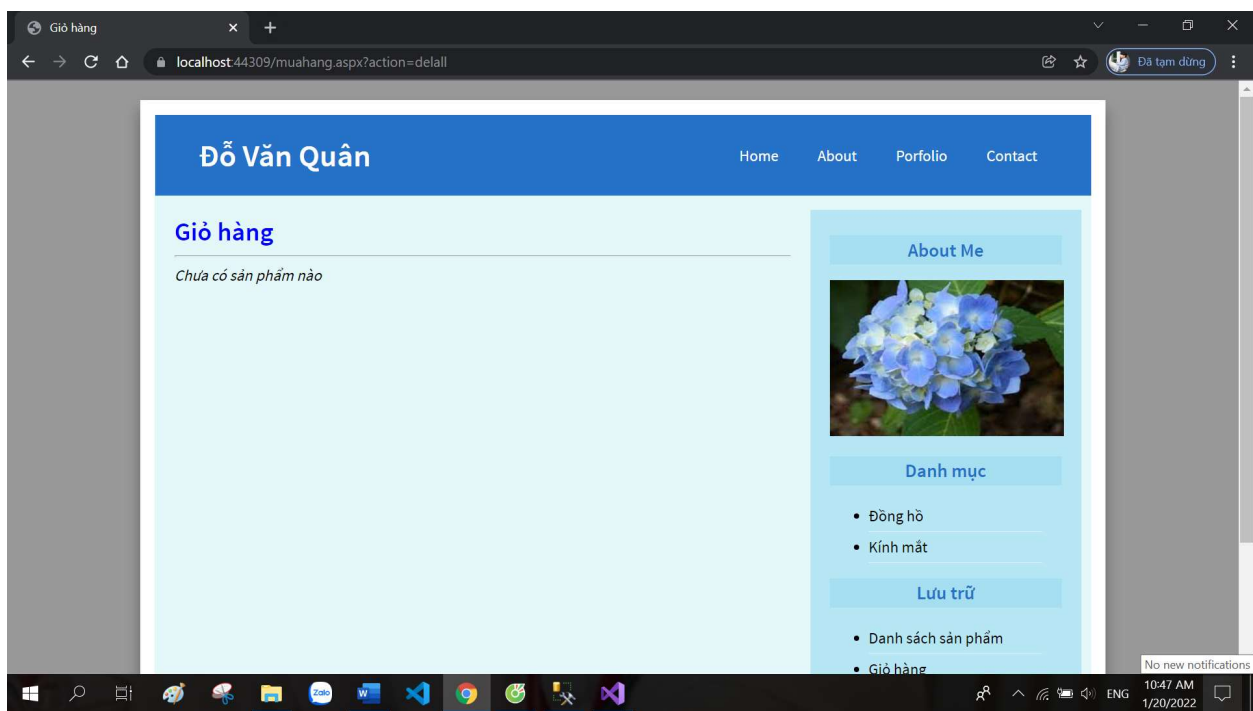 Giỏ hàng
localhost:44309/muahang.aspx?action=delall
Đã tạm dừng
Đỗ Văn Quân
Home About Porfolio Contact
Giỏ hàng
Chưa có sản phẩm nào
About Me
Danh mục
Đồng hồ
Kính mắt
Lưu trữ
Danh sách sản phẩm
Giỏ hàng
No new notifications
Zalo
ENG
10:47 AM
1/20/2022